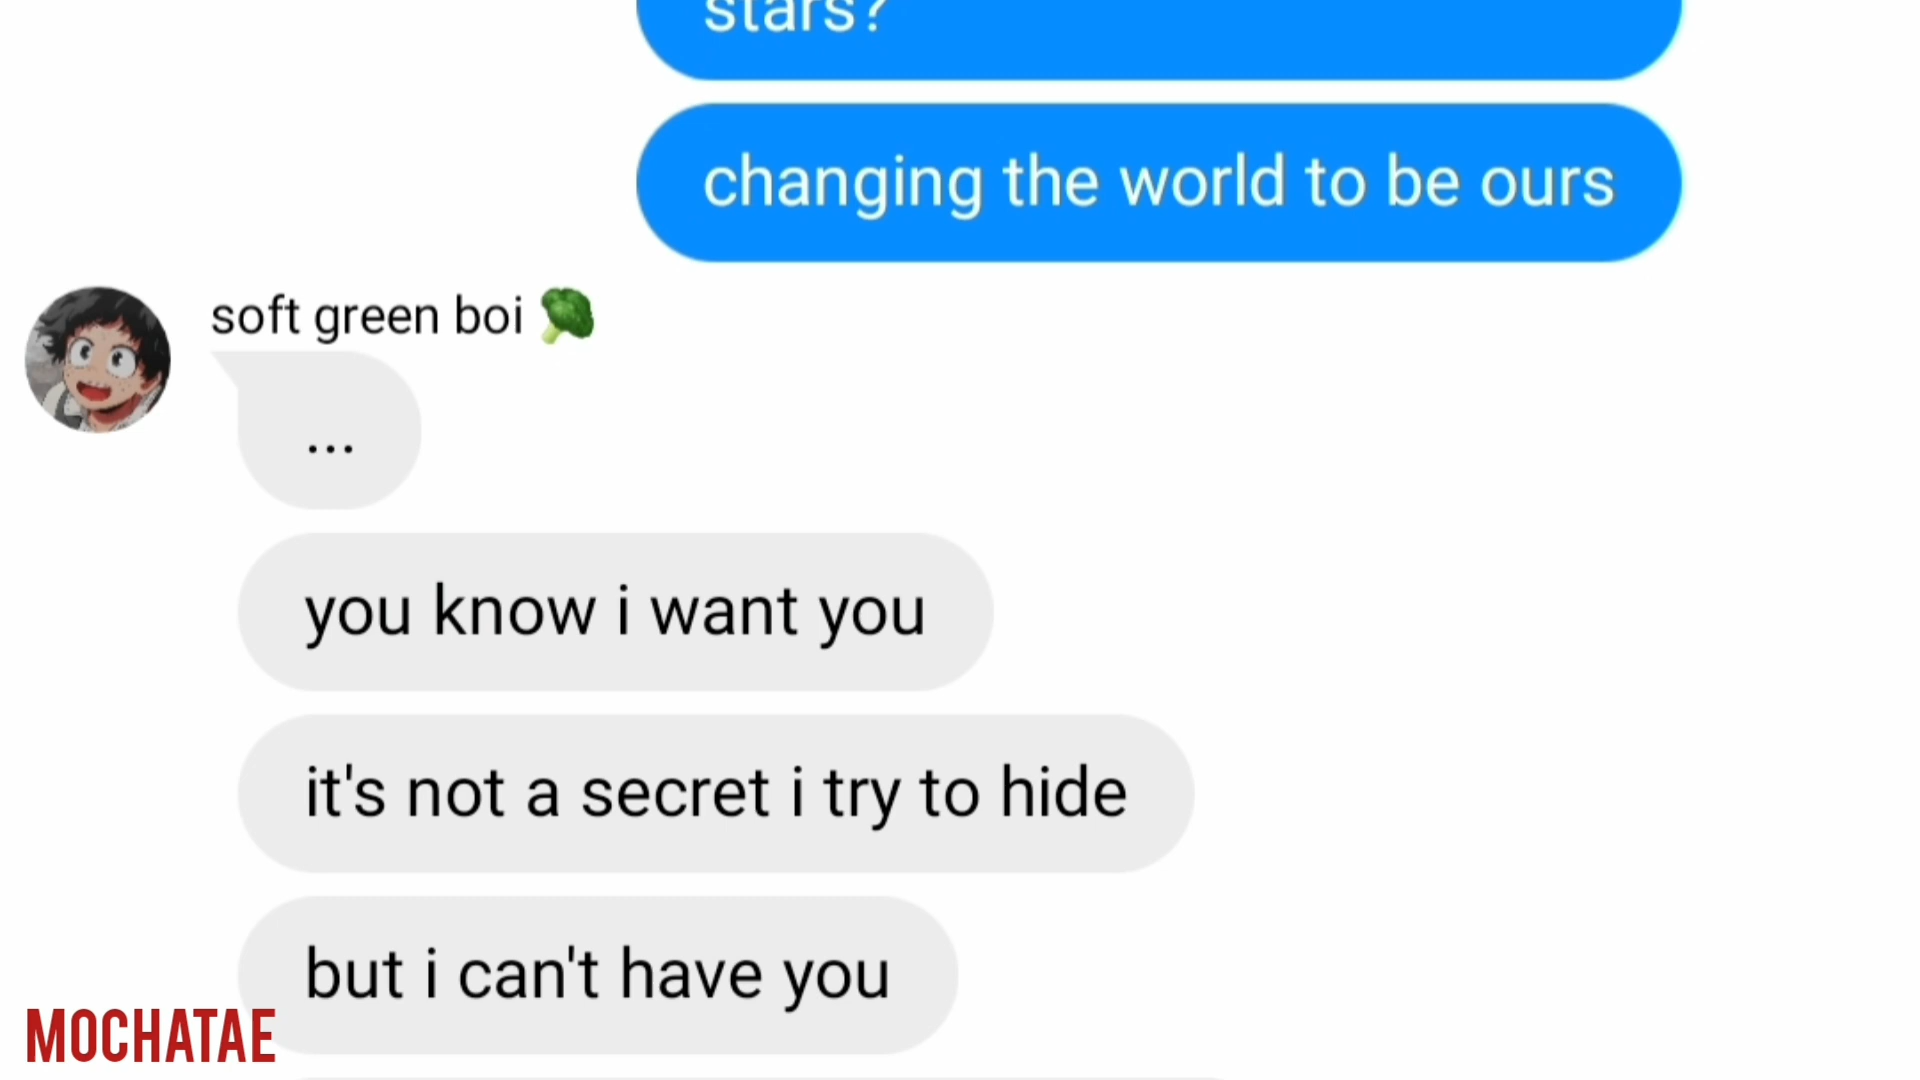 stars?
changing the world to be ours
soft green boi 🥦
...
you know i want you
it's not a secret i try to hide
but i can't have you
MOCHATAE